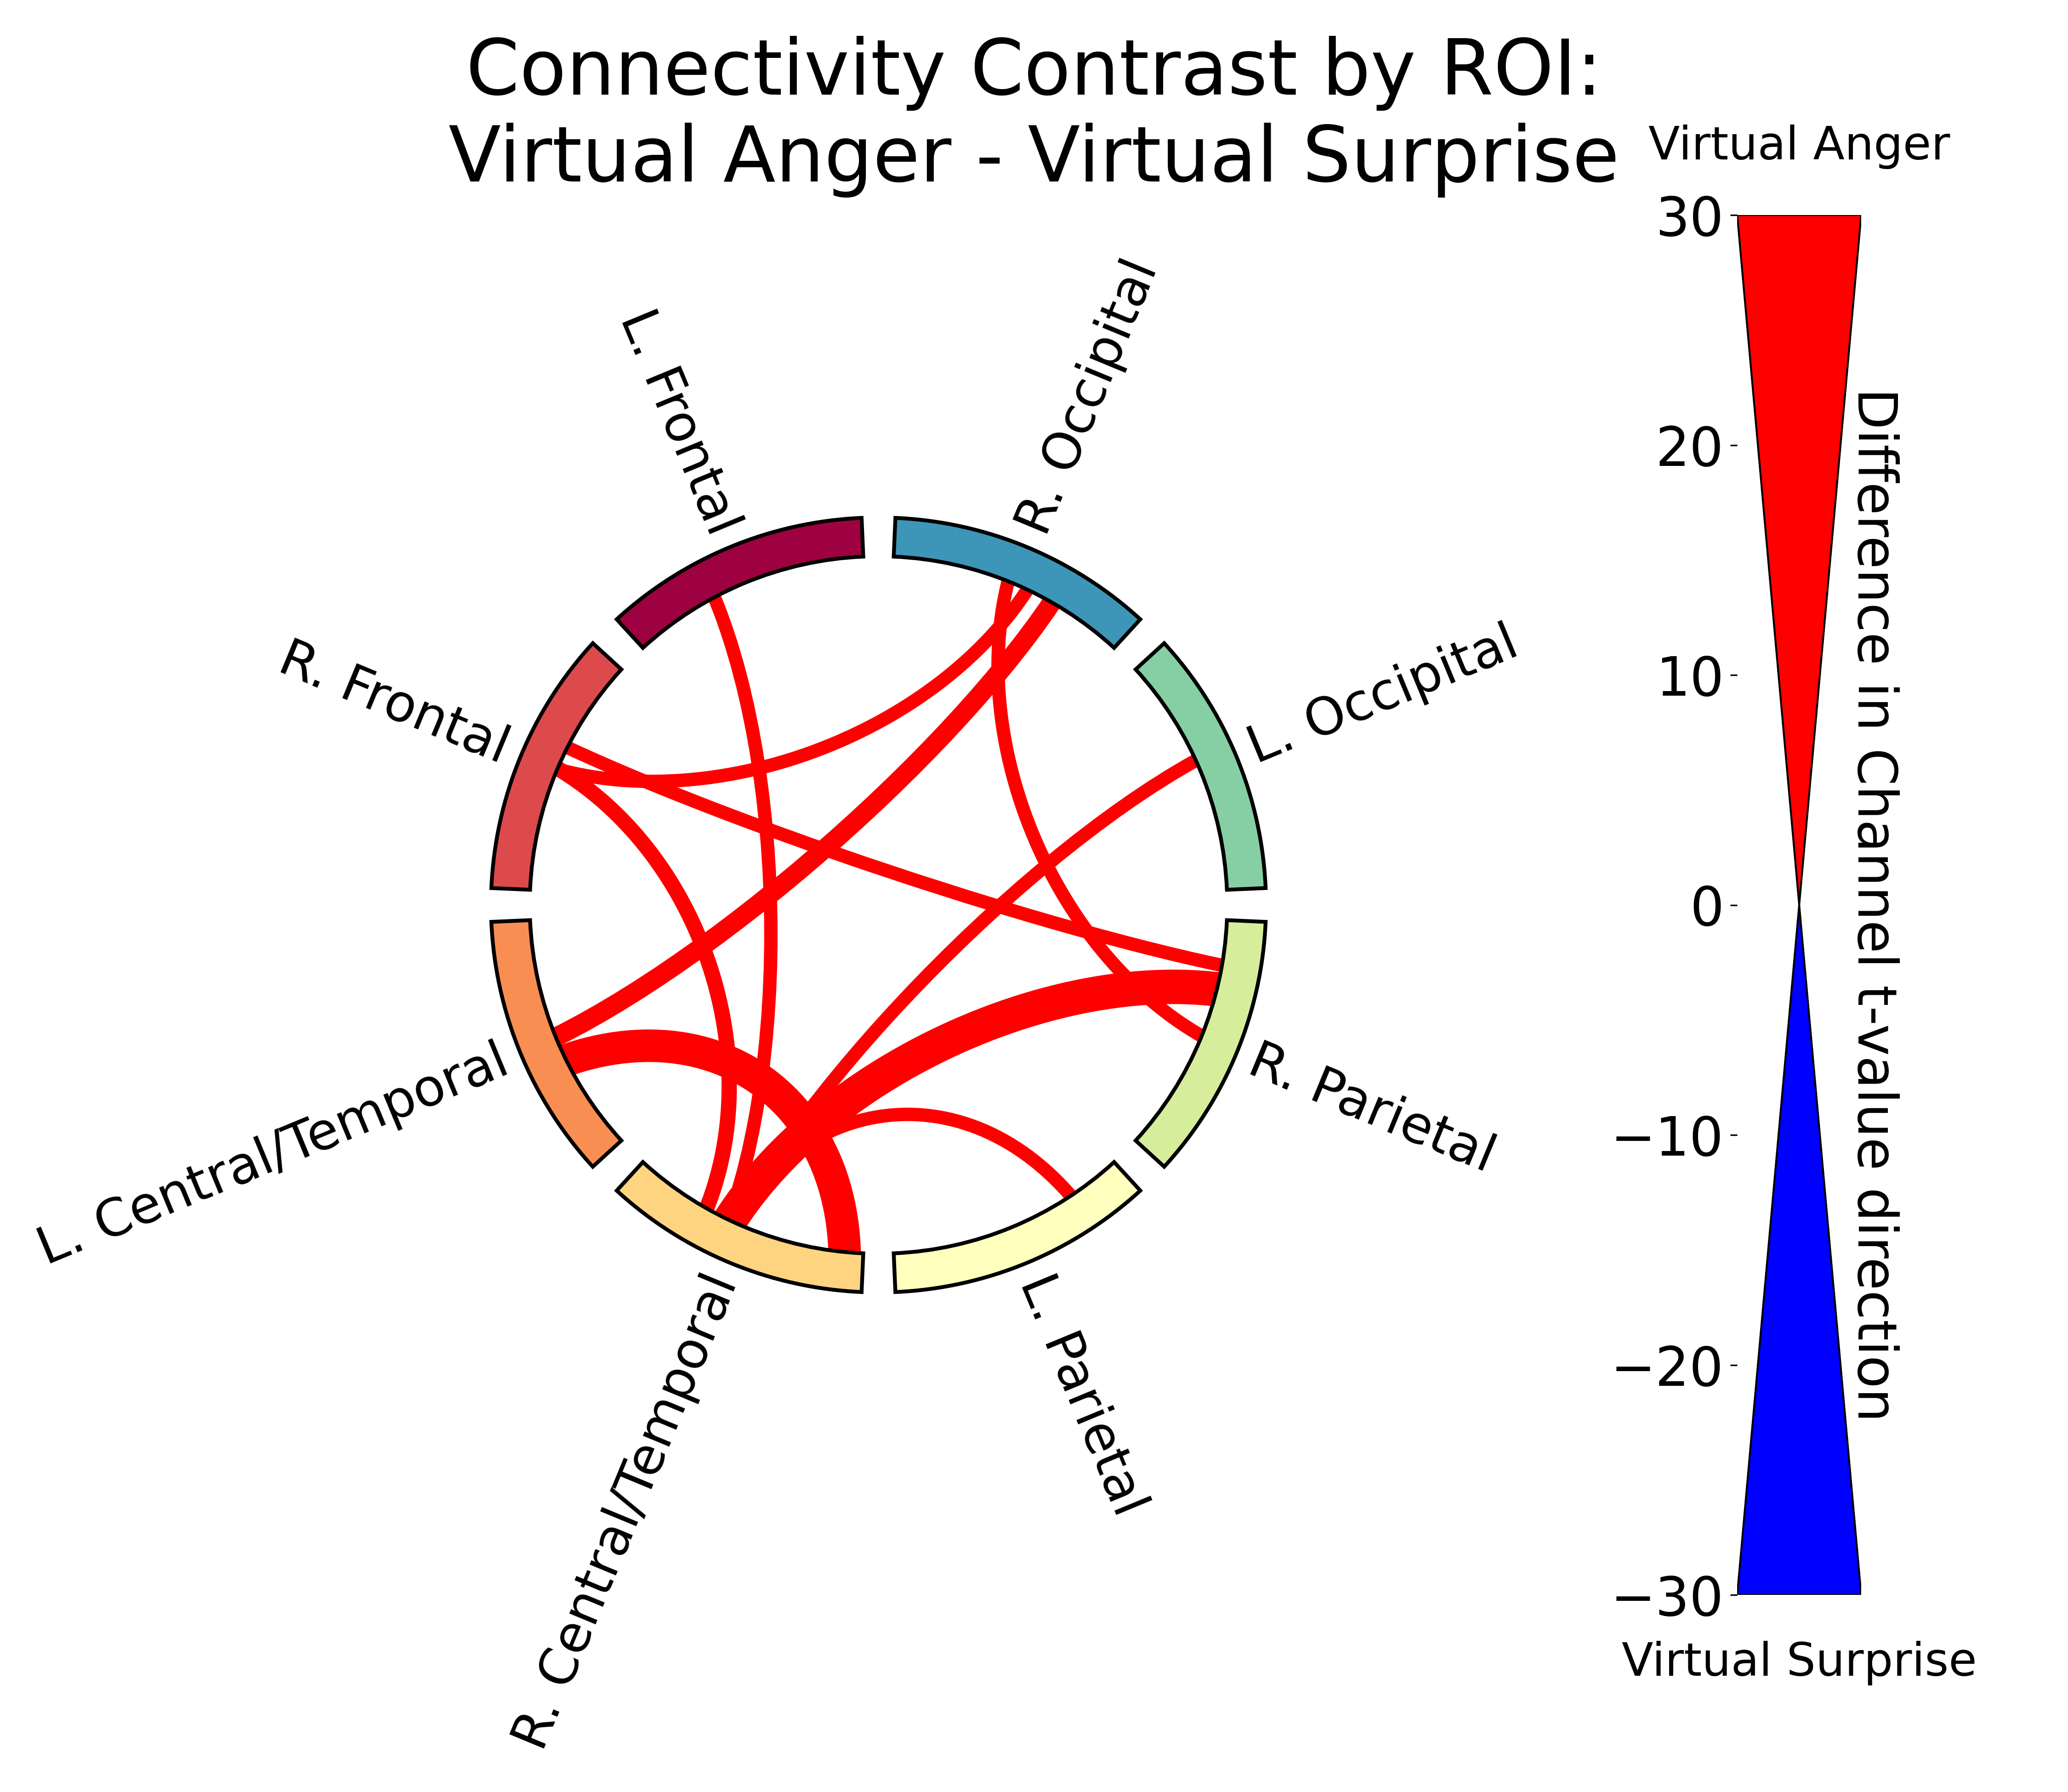 Connectivity Contrast by ROI:
Virtual Anger - Virtual Surprise
Virtual Anger
30
20
10
0
−10
−20
−30
Virtual Surprise
Difference in Channel t-value direction
L. Frontal
R. Occipital
R. Frontal
L. Occipital
L. Central/Temporal
R. Parietal
R. Central/Temporal
L. Parietal